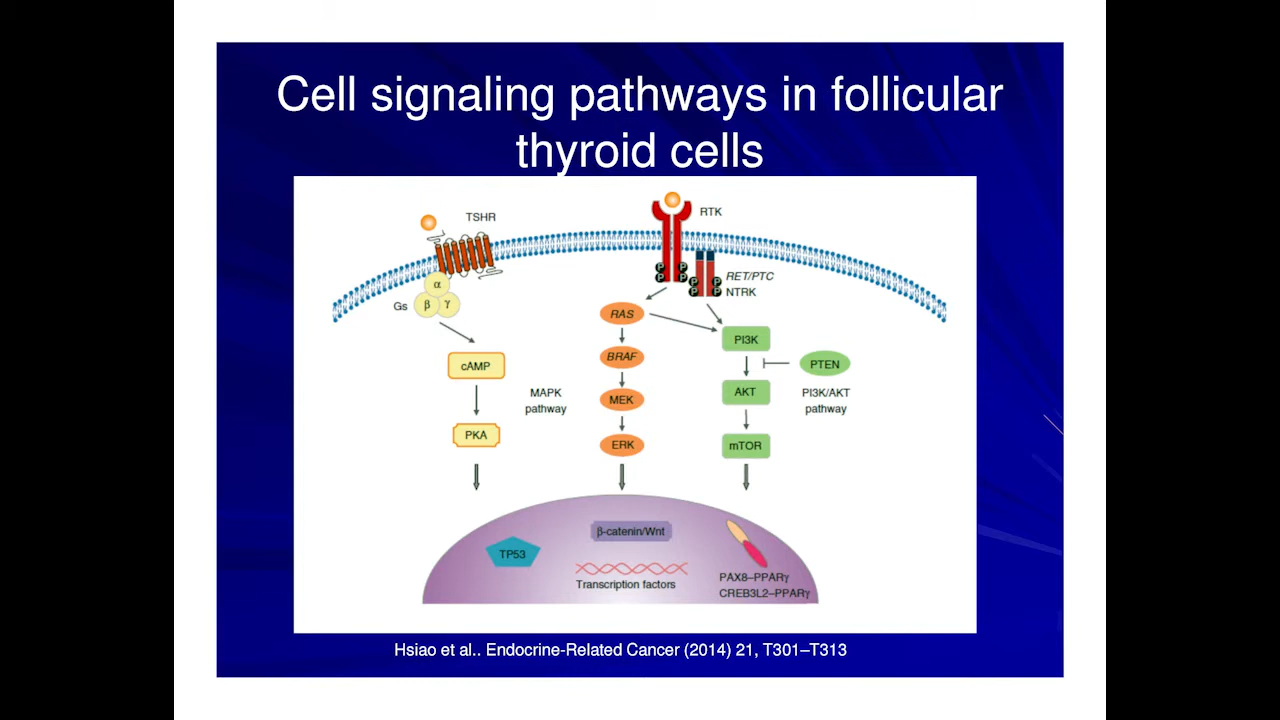 Cell signaling pathways in follicular
thyroid cells
TSHR
RTK
α
β
γ
Gs
P
P
P
P
P
P
P
P
RET/PTC
NTRK
RAS
PI3K
cAMP
BRAF
PTEN
MAPK
pathway
MEK
AKT
PI3K/AKT
pathway
PKA
ERK
mTOR
β-catenin/Wnt
TP53
Transcription factors
PAX8–PPARγ
CREB3L2–PPARγ
Hsiao et al.. Endocrine-Related Cancer (2014) 21, T301–T313